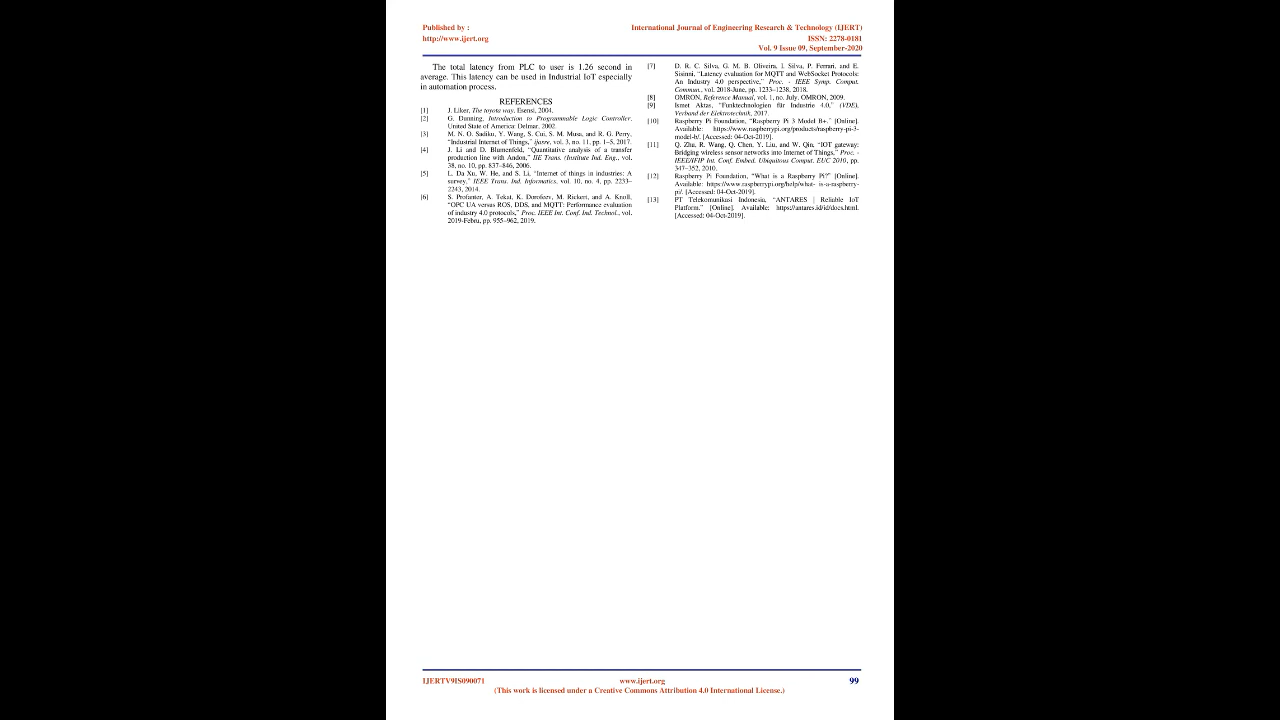 Published by :
http://www.ijert.org
International Journal of Engineering Research & Technology (IJERT)
ISSN: 2278-0181
Vol. 9 Issue 09, September-2020
The total latency from PLC to user is 1.26 second in
average. This latency can be used in Industrial IoT especially
in automation process.
REFERENCES
[1] J. Liker, The toyota way, Esensi, 2004.
[2] G. Dunning, Introduction to Programmable Logic Controller,
United State of America: Delmar, 2002.
[3] M. N. O. Sadiku, Y. Wang, S. Cui, S. M. Musa, and R. G. Perry,
“Industrial Internet of Things,” ijasre, vol. 3, no. 11, pp. 1–5, 2017.
[4] J. Li and D. Blumenfeld, “Quantitative analysis of a transfer
production line with Andon,” IIE Trans. (Institute Ind. Eng., vol.
38, no. 10, pp. 837–846, 2006.
[5] L. Da Xu, W. He, and S. Li, “Internet of things in industries: A
survey,” IEEE Trans. Ind. Informatics, vol. 10, no. 4, pp. 2233–
2243, 2014.
[6] S. Profanter, A. Tekat, K. Dorofeev, M. Rickert, and A. Knoll,
“OPC UA versus ROS, DDS, and MQTT: Performance evaluation
of industry 4.0 protocols,” Proc. IEEE Int. Conf. Ind. Technol., vol.
2019-Febru, pp. 955–962, 2019.
[7] D. R. C. Silva, G. M. B. Oliveira, I. Silva, P. Ferrari, and E.
Sisinni, “Latency evaluation for MQTT and WebSocket Protocols:
An Industry 4.0 perspective,” Proc. - IEEE Symp. Comput.
Commun., vol. 2018-June, pp. 1233–1238, 2018.
[8] OMRON, Reference Manual, vol. 1, no. July. OMRON, 2009.
[9] Ismet Aktas, “Funktechnologien für Industrie 4.0,” (VDE),
Verband der Elektrotechnik, 2017.
[10] Raspberry Pi Foundation, “Raspberry Pi 3 Model B+.” [Online].
Available: https://www.raspberrypi.org/products/raspberry-pi-3-
model-b/. [Accessed: 04-Oct-2019].
[11] Q. Zhu, R. Wang, Q. Chen, Y. Liu, and W. Qin, “IOT gateway:
Bridging wireless sensor networks into Internet of Things,” Proc. -
IEEE/IFIP Int. Conf. Embed. Ubiquitous Comput. EUC 2010, pp.
347–352, 2010.
[12] Raspberry Pi Foundation, “What is a Raspberry Pi?” [Online].
Available: https://www.raspberrypi.org/help/what- is-a-raspberry-
pi/. [Accessed: 04-Oct-2019].
[13] PT Telekomunikasi Indonesia, “ANTARES | Reliable IoT
Platform.” [Online]. Available: https://antares.id/id/docs.html.
[Accessed: 04-Oct-2019].
IJERTV9IS090071
www.ijert.org
99
(This work is licensed under a Creative Commons Attribution 4.0 International License.)